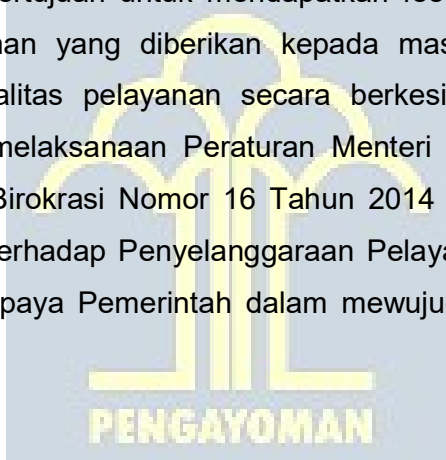 ertujuan untuk mendapatkan
nan yang diberikan kepada mas
alitas pelayanan secara berkesi
melaksanaan Peraturan Menteri
Birokrasi Nomor 16 Tahun 2014
erhadap Penyelanggaraan Pelaya
paya Pemerintah dalam mewuju
PENGAYOMAN